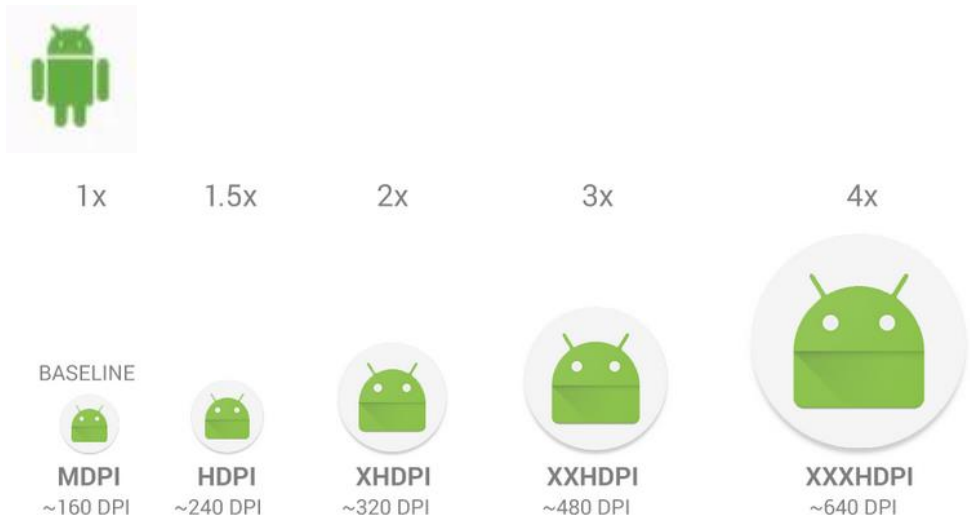 1x 1.5x 2x 3x 4x
BASELINE
MDPI HDPI XHDPI XXHDPI XXXHDPI
~160 DPI ~240 DPI ~320 DPI ~480 DPI ~640 DPI